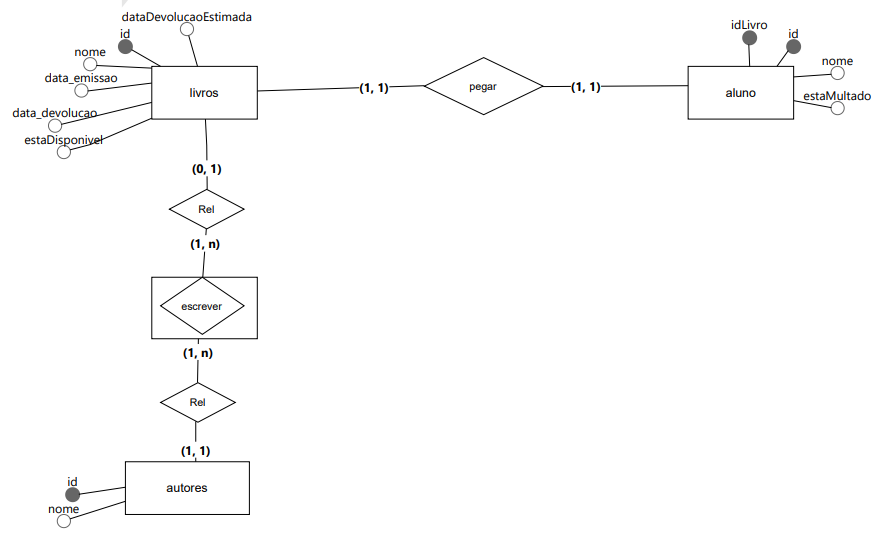 dataDevolucaoEstimada
id
nome
data_emissao
data_devolucao
estaDisponivel
livros
(1, 1)
pegar
(1, 1)
idLivro
id
nome
estaMultado
aluno
(0, 1)
Rel
(1, n)
escrever
(1, n)
Rel
(1, 1)
id
nome
autores